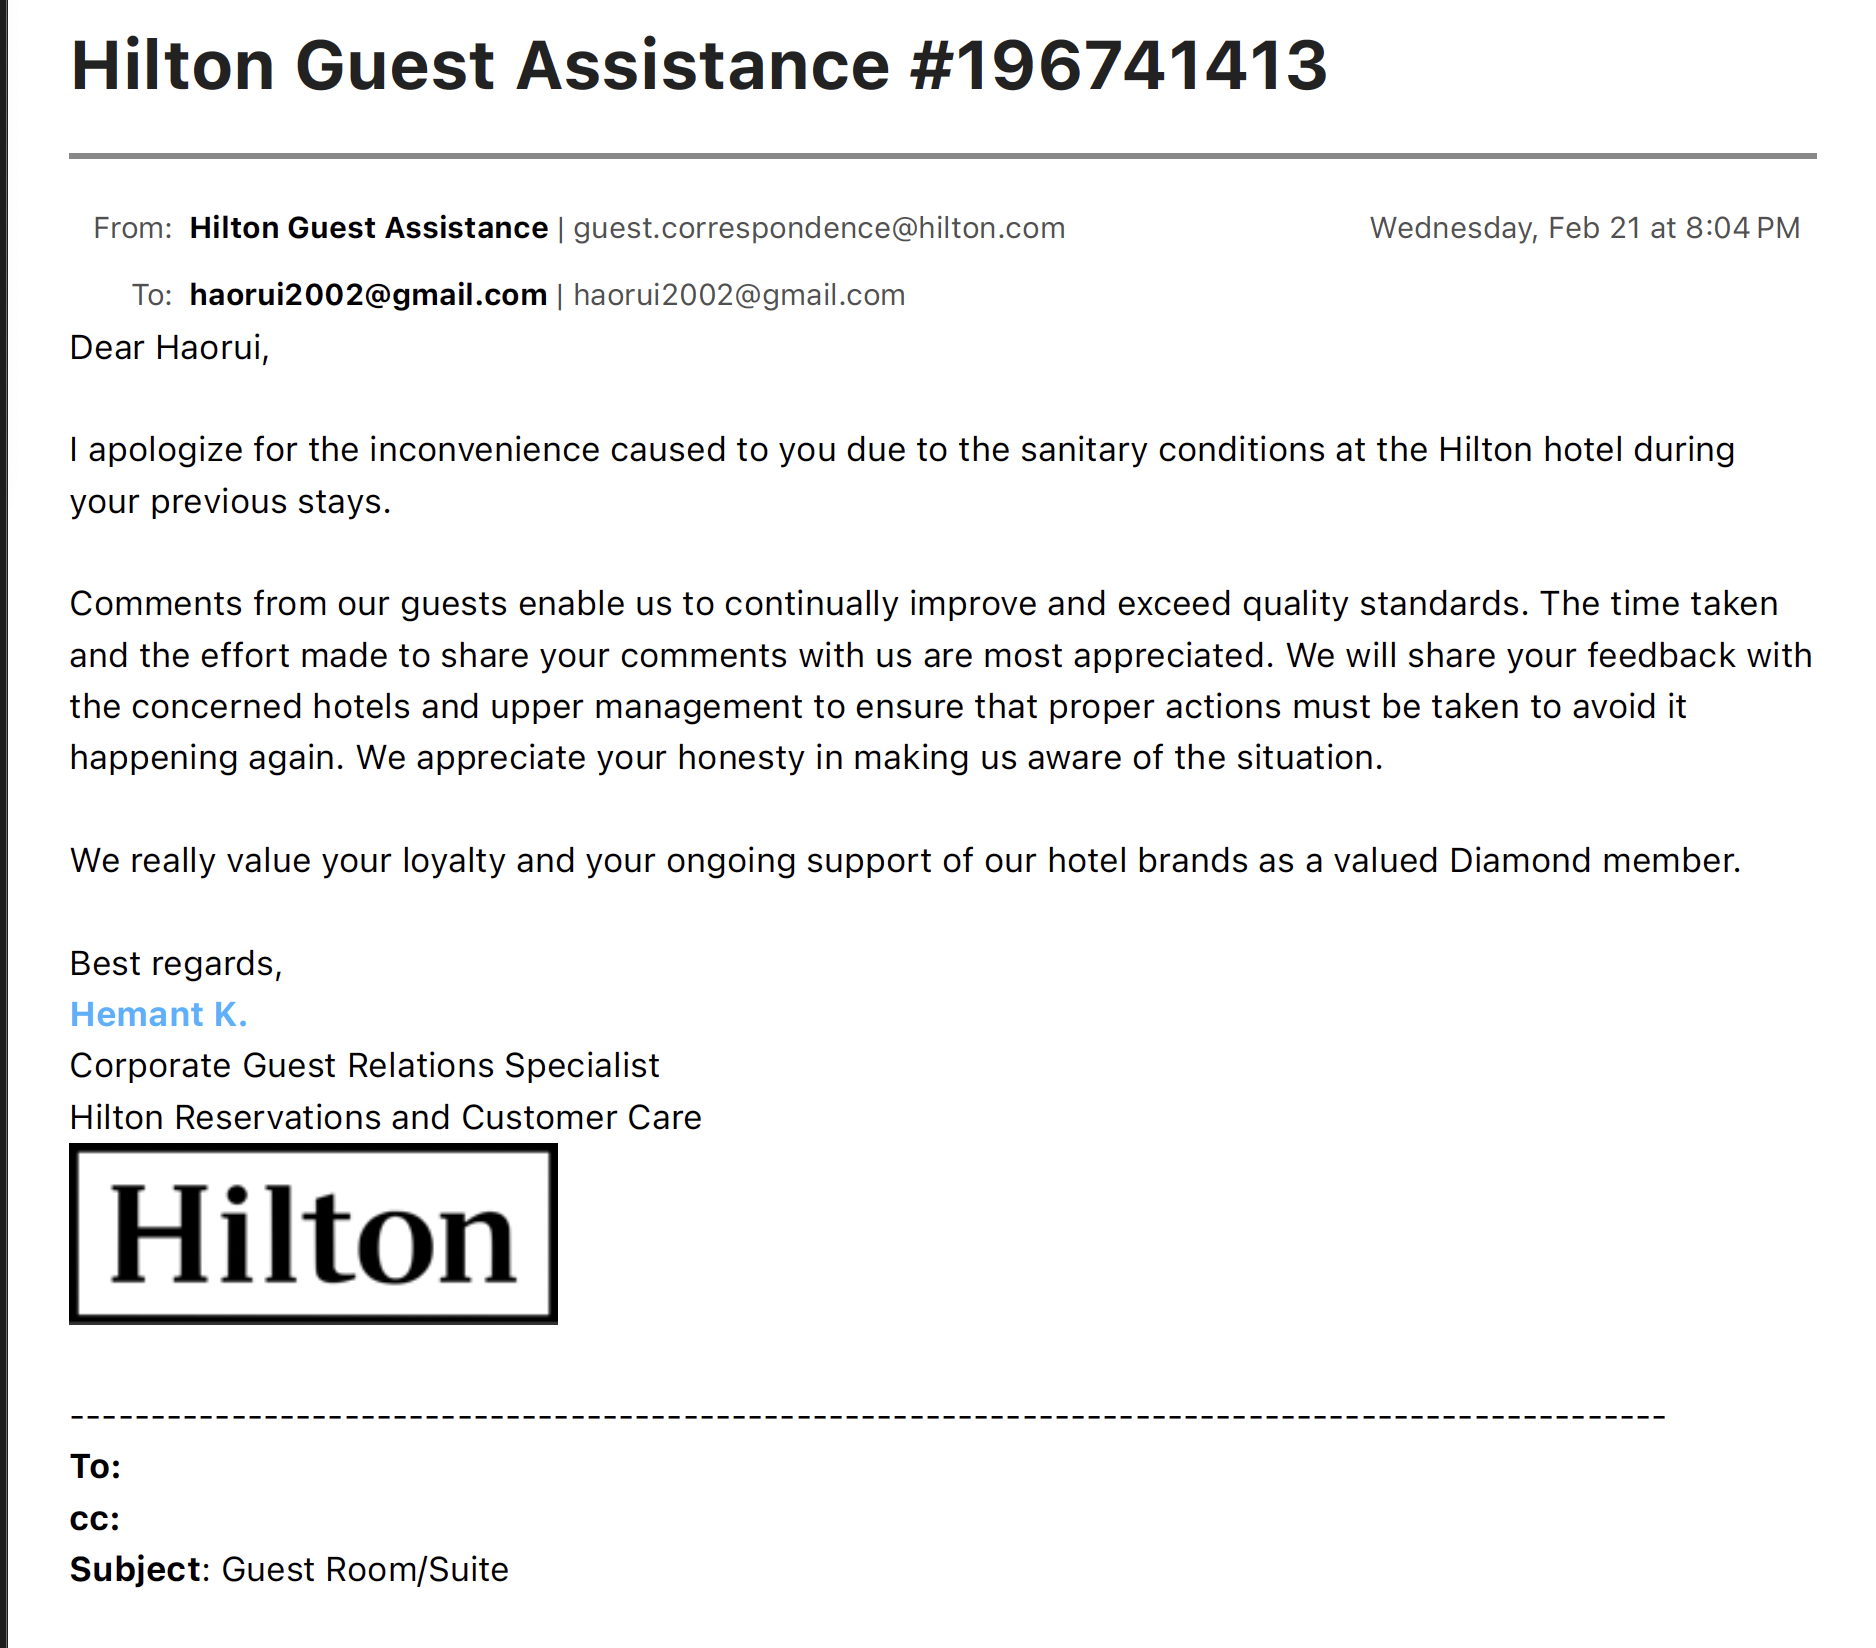 Hilton Guest Assistance #196741413
From: Hilton Guest Assistance | guest.correspondence@hilton.com Wednesday, Feb 21 at 8:04 PM
To: haorui2002@gmail.com | haorui2002@gmail.com
Dear Haorui,
I apologize for the inconvenience caused to you due to the sanitary conditions at the Hilton hotel during
your previous stays.
Comments from our guests enable us to continually improve and exceed quality standards. The time taken
and the effort made to share your comments with us are most appreciated. We will share your feedback with
the concerned hotels and upper management to ensure that proper actions must be taken to avoid it
happening again. We appreciate your honesty in making us aware of the situation.
We really value your loyalty and your ongoing support of our hotel brands as a valued Diamond member.
Best regards,
Hemant K.
Corporate Guest Relations Specialist
Hilton Reservations and Customer Care
Hilton
---------------------------------------------------------------------------------------------------
To:
cc:
Subject: Guest Room/Suite